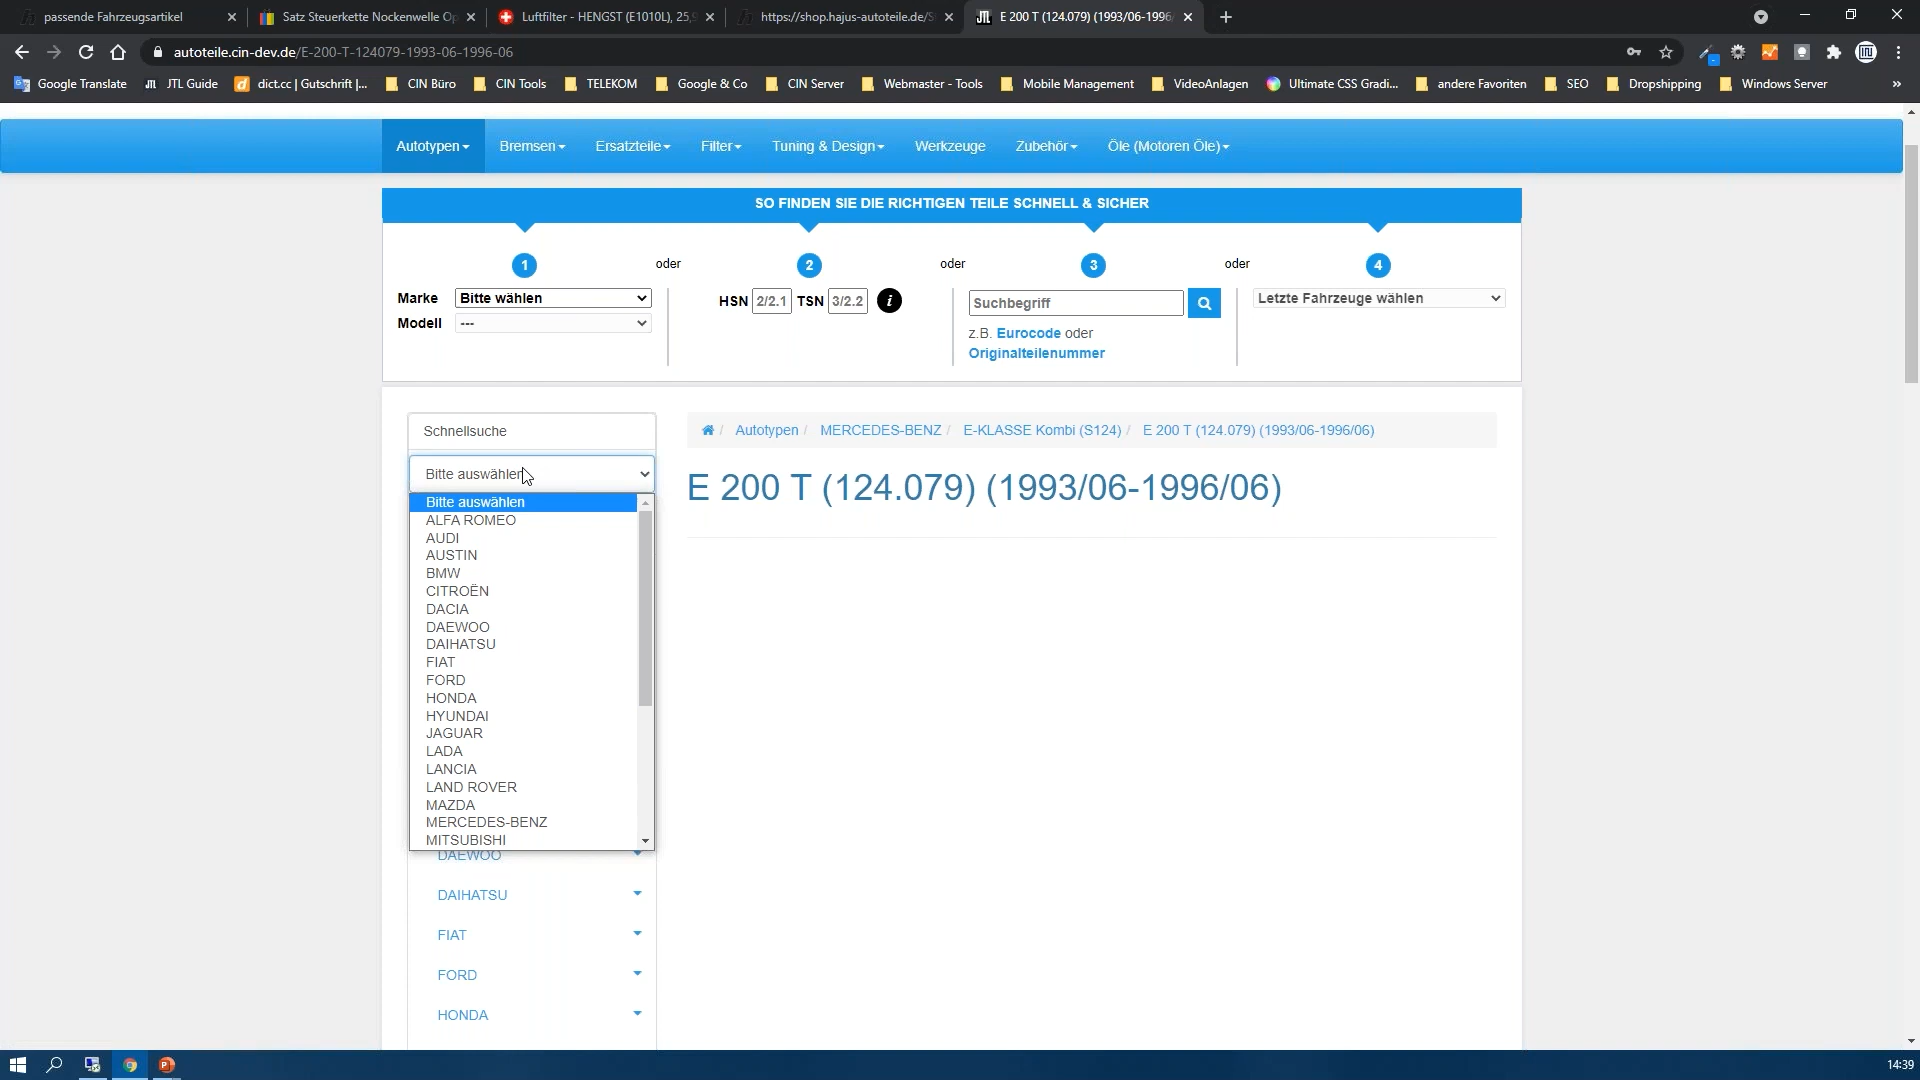 passende Fahrzeugsartikel
Satz Steuerkette Nockenwelle Op
Luftfilter - HENGST (E1010L), 25,
https://shop.hajus-autoteile.de/S
JTL E 200 T (124.079) (1993/06-1996
autoteile.cin-dev.de/E-200-T-124079-1993-06-1996-06
Google Translate
JTL Guide
dict.cc | Gutschrift |...
CIN Büro
CIN Tools
TELEKOM
Google & Co
CIN Server
Webmaster - Tools
Mobile Management
VideoAnlagen
Ultimate CSS Gradi...
andere Favoriten
SEO
Dropshipping
Windows Server
»
Autotypen
Bremsen
Ersatzteile
Filter
Tuning & Design
Werkzeuge
Zubehör
Öle (Motoren Öle)
SO FINDEN SIE DIE RICHTIGEN TEILE SCHNELL & SICHER
1 oder 2 oder 3 oder 4
Marke Bitte wählen
Modell ---
HSN 2/2.1 TSN 3/2.2 i
Suchbegriff
z.B. Eurocode oder
Originalteilenummer
Letzte Fahrzeuge wählen
Schnellsuche
Bitte auswählen
Bitte auswählen
ALFA ROMEO
AUDI
AUSTIN
BMW
CITROËN
DACIA
DAEWOO
DAIHATSU
FIAT
FORD
HONDA
HYUNDAI
JAGUAR
LADA
LANCIA
LAND ROVER
MAZDA
MERCEDES-BENZ
MITSUBISHI
DAEWOO
DAIHATSU
FIAT
FORD
HONDA
/ Autotypen / MERCEDES-BENZ / E-KLASSE Kombi (S124) / E 200 T (124.079) (1993/06-1996/06)
E 200 T (124.079) (1993/06-1996/06)
14:39